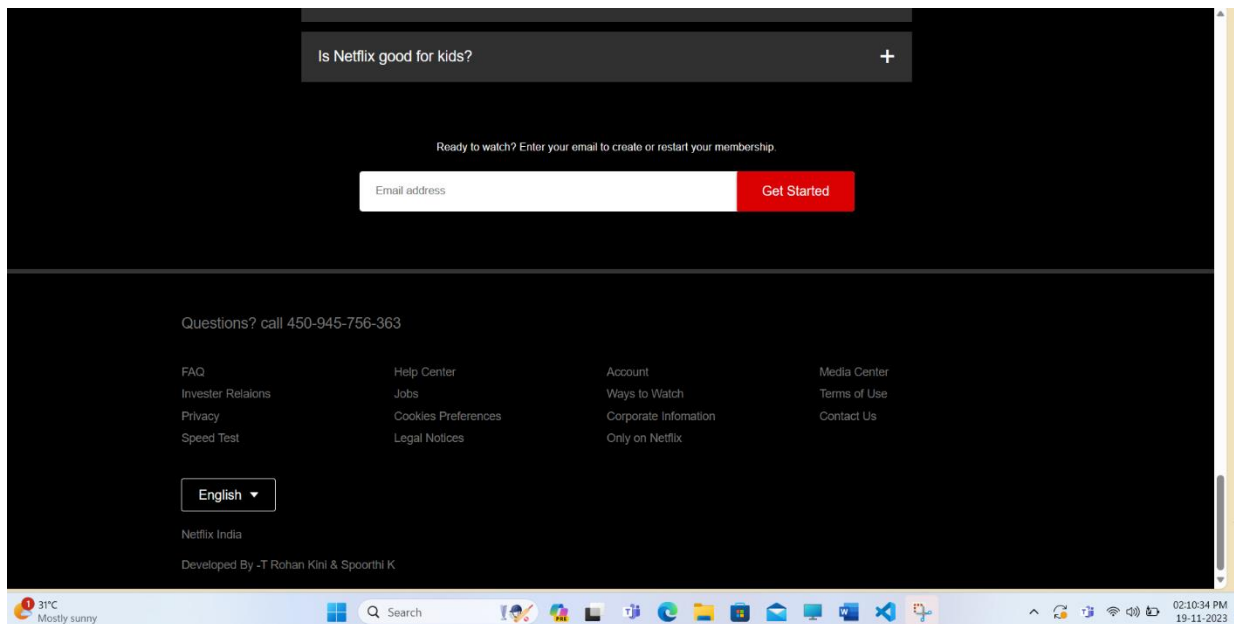 Is Netflix good for kids? +
Ready to watch? Enter your email to create or restart your membership.
Email address Get Started
Questions? call 450-945-756-363
FAQ Help Center Account Media Center
Invester Relaions Jobs Ways to Watch Terms of Use
Privacy Cookies Preferences Corporate Infomation Contact Us
Speed Test Legal Notices Only on Netflix
English
Netflix India
Developed By -T Rohan Kini & Spoorthi K
1 31°C Search PRE W 02:10:34 PM
Mostly sunny 19-11-2023